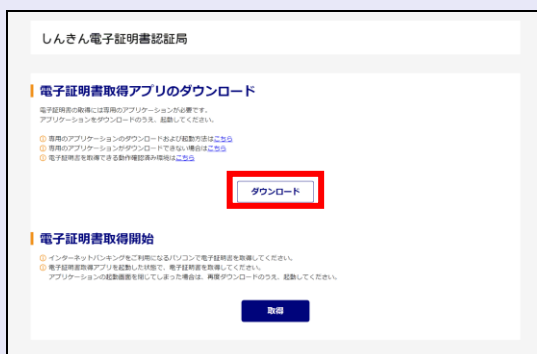 しんきん電子証明書認証局
電子証明書取得アプリのダウンロード
電子証明書の取得には専用のアプリケーションが必要です。
アプリケーションをダウンロードのうえ、起動してください。
専用のアプリケーションのダウンロードおよび起動方法はこちら
専用のアプリケーションがダウンロードできない場合はこちら
電子証明書を取得できる動作確認済み環境はこちら
ダウンロード
電子証明書取得開始
インターネットバンキングをご利用になるパソコンで電子証明書を取得してください。
電子証明書取得アプリを起動した状態で、電子証明書を取得してください。
アプリケーションの起動画面を閉じてしまった場合は、再度ダウンロードのうえ、起動してください。
取得